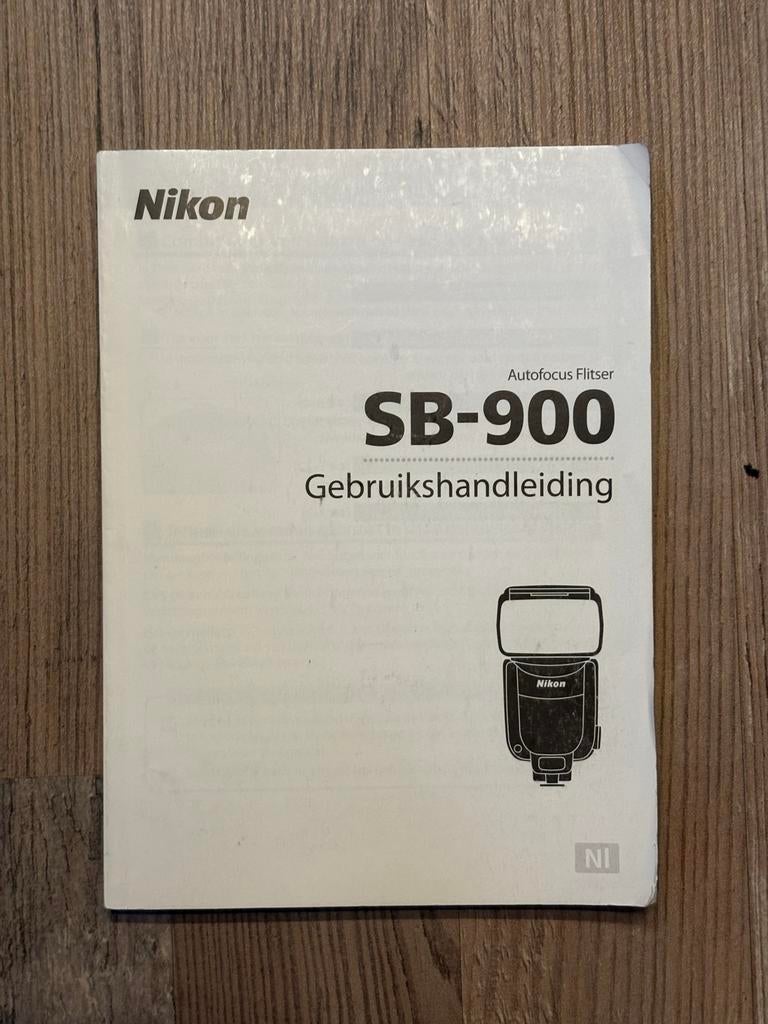 Nikon
Autofocus Flitser
SB-900
Gebruikshandleiding
Nikon
Nl